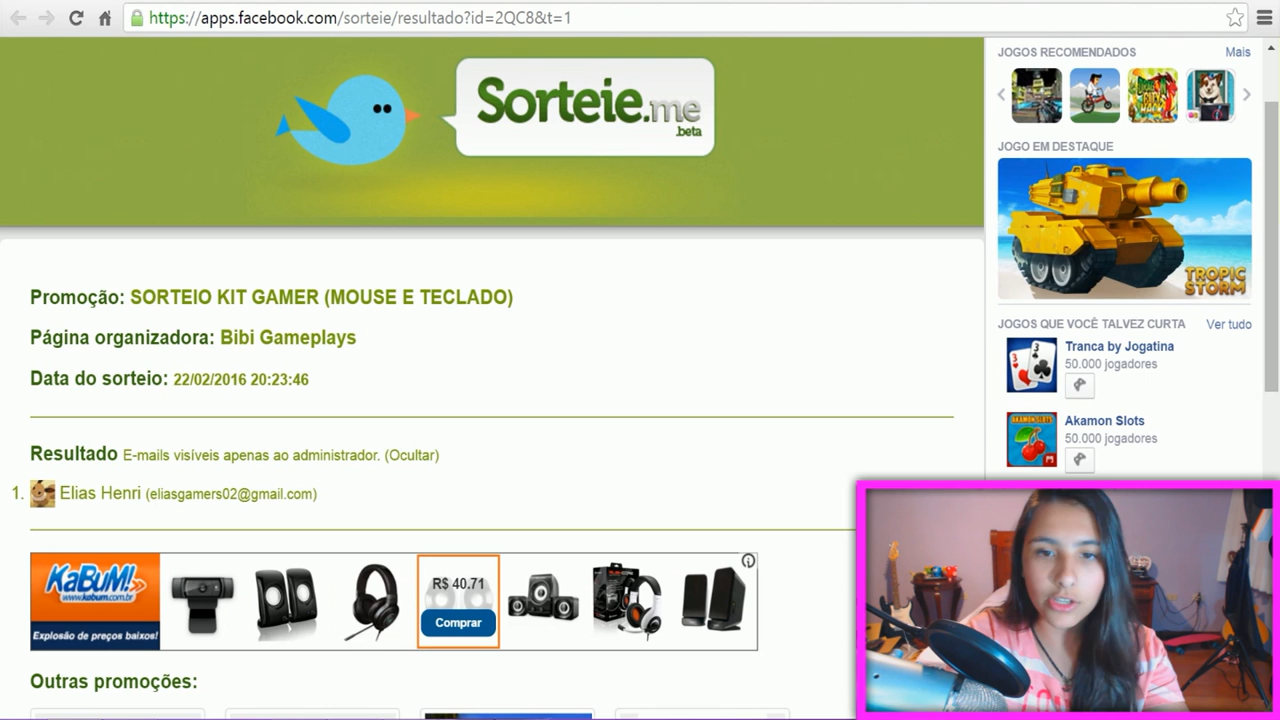 https://apps.facebook.com/sorteie/resultado?id=2QC8&t=1
Sorteie.me
.beta
Promoção: SORTEIO KIT GAMER (MOUSE E TECLADO)
Página organizadora: Bibi Gameplays
Data do sorteio: 22/02/2016 20:23:46
Resultado E-mails visíveis apenas ao administrador. (Ocultar)
1. Elias Henri (eliasgamers02@gmail.com)
KaBuM!
www.kabum.com.br
Explosão de preços baixos!
R$ 40.71
Comprar
Outras promoções:
JOGOS RECOMENDADOS Mais
JOGO EM DESTAQUE
TROPIC
STORM
JOGOS QUE VOCÊ TALVEZ CURTA Ver tudo
Tranca by Jogatina
50.000 jogadores
Akamon Slots
50.000 jogadores